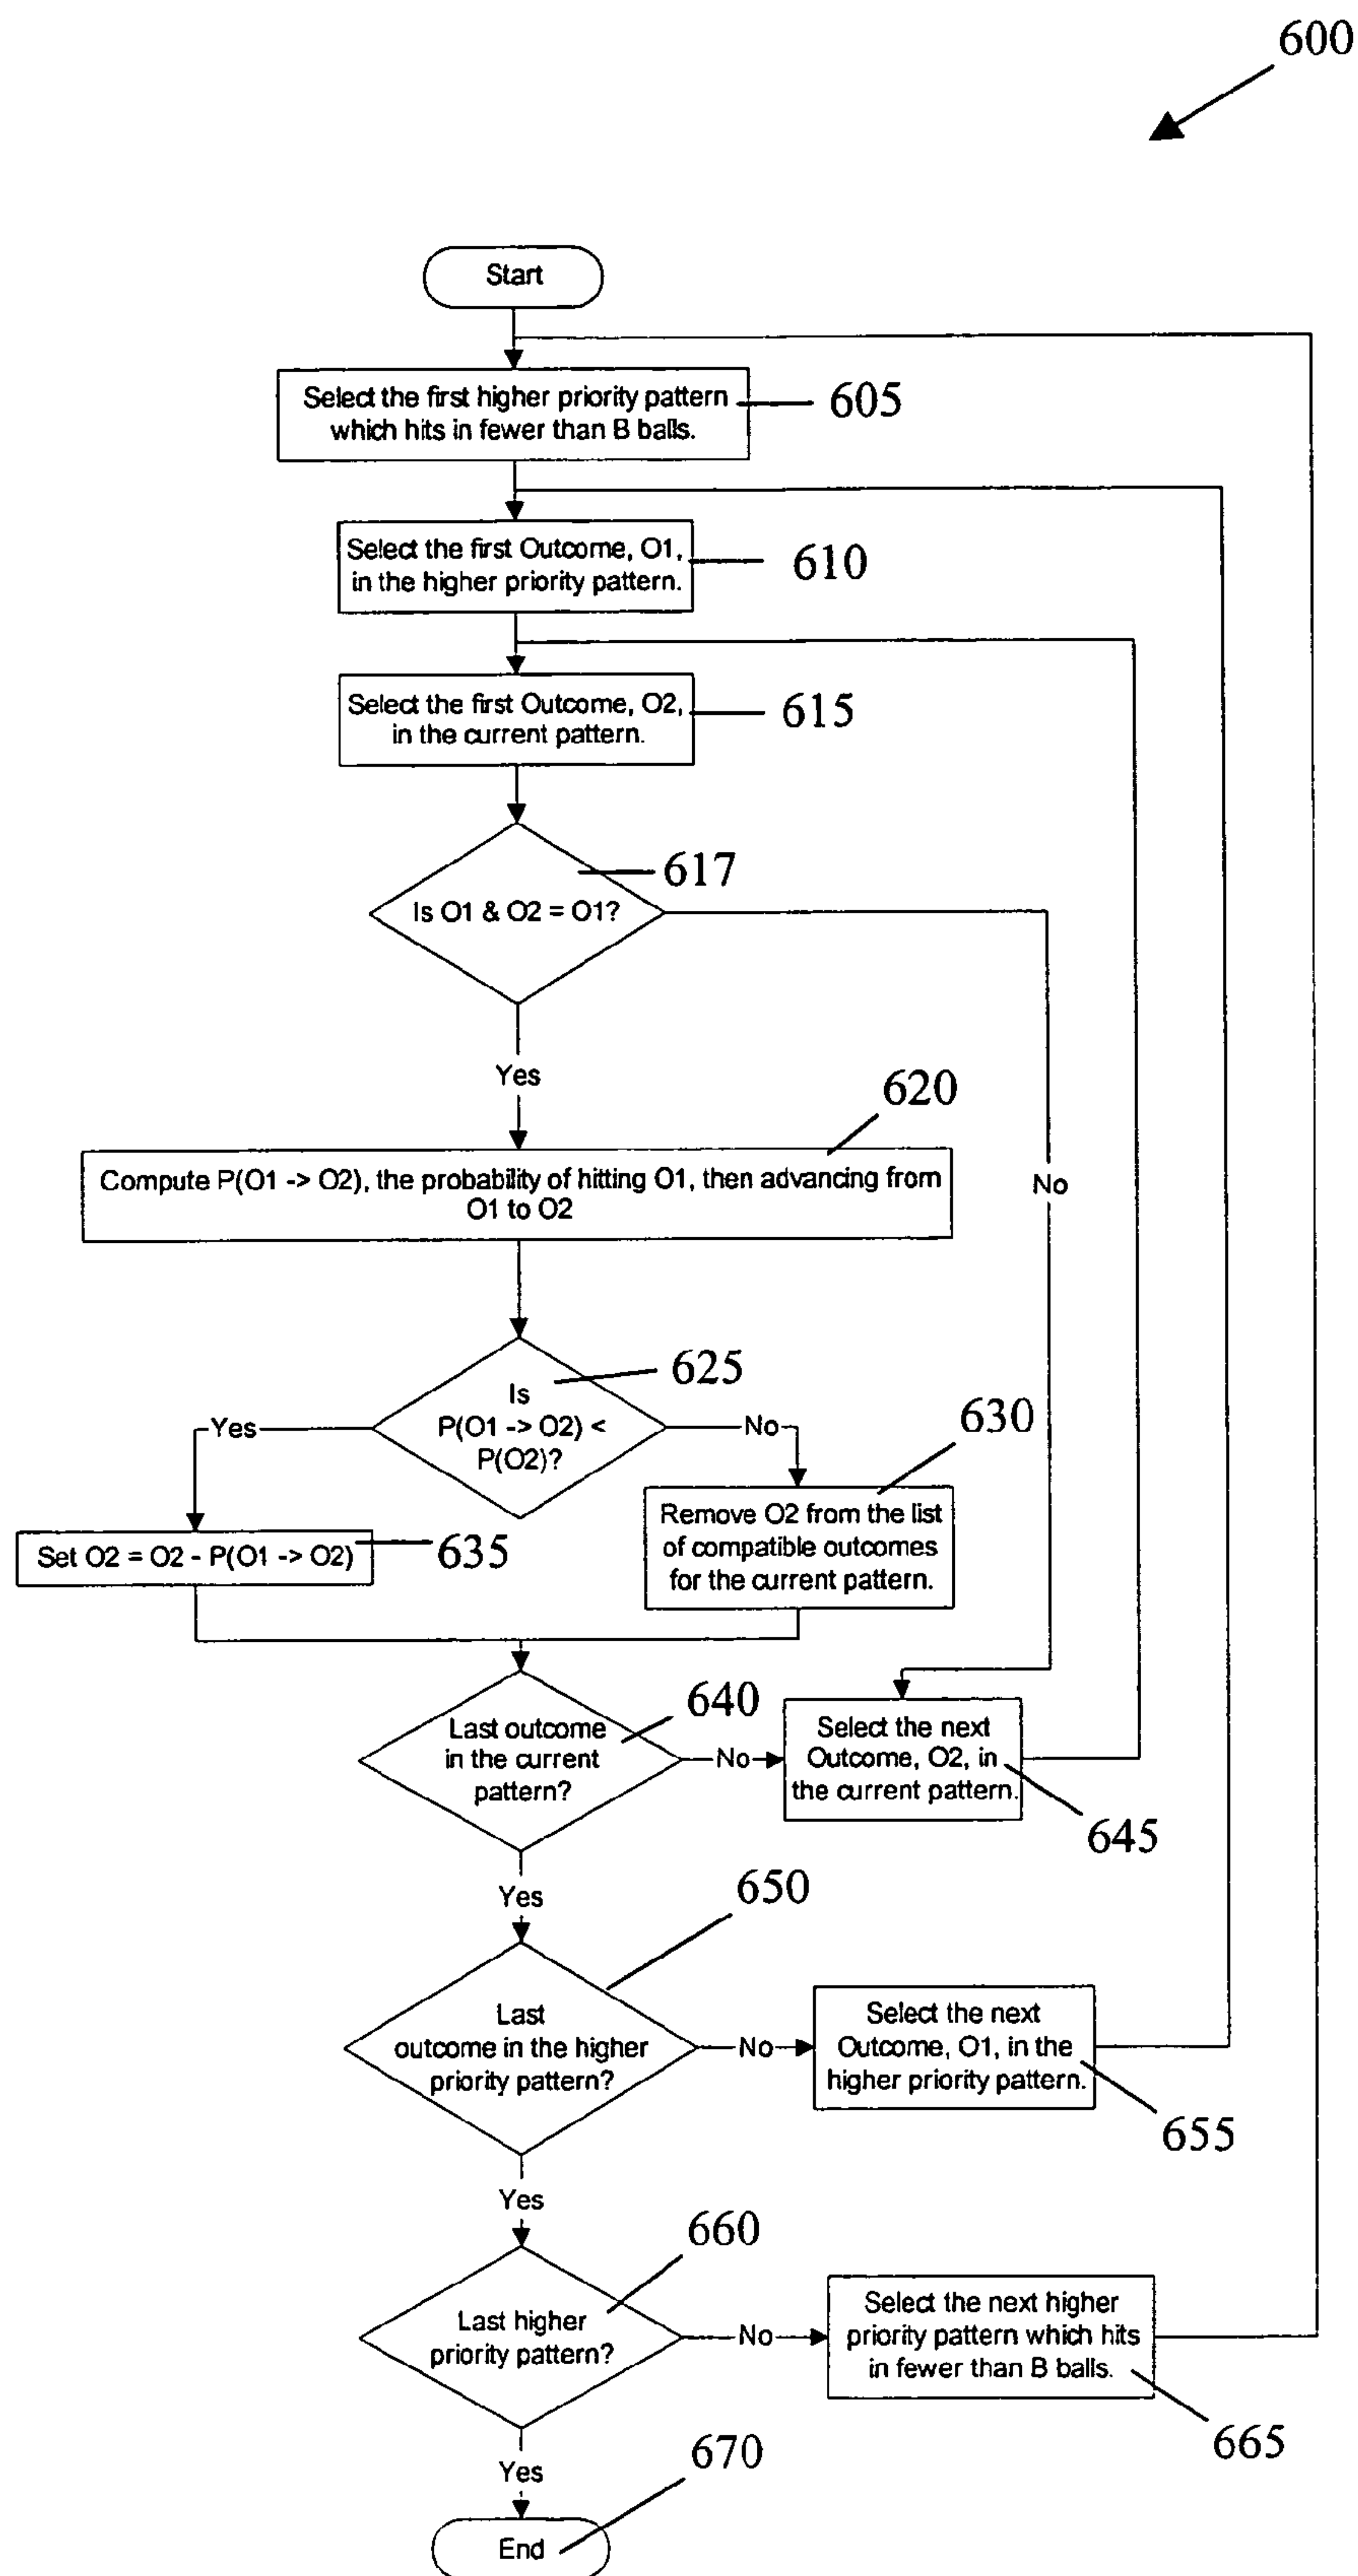 600
Start
Select the first higher priority pattern
which hits in fewer than B balls.
605
Select the first Outcome, O1,
in the higher priority pattern.
610
Select the first Outcome, O2,
in the current pattern.
615
617
Is O1 & O2 = O1?
Yes
No
620
Compute P(O1 -> O2), the probability of hitting O1, then advancing from
O1 to O2
625
Is
P(O1 -> O2) <
P(O2)?
Yes
No
630
Remove O2 from the list
of compatible outcomes
for the current pattern.
Set O2 = O2 - P(O1 -> O2)
635
640
Last outcome
in the current
pattern?
No
Select the next
Outcome, O2, in
the current pattern.
645
Yes
650
Last
outcome in the higher
priority pattern?
No
Select the next
Outcome, O1, in the
higher priority pattern.
655
Yes
660
Last higher
priority pattern?
No
Select the next higher
priority pattern which hits
in fewer than B balls.
665
Yes
670
End